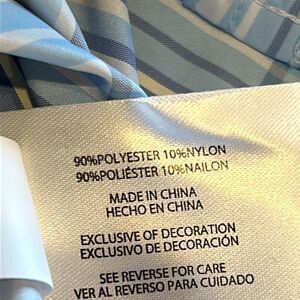 90%POLYESTER 10%NYLON
90%POLIÉSTER 10%NAILON
MADE IN CHINA
HECHO EN CHINA
EXCLUSIVE OF DECORATION
EXCLUSIVO DE DECORACIÓN
SEE REVERSE FOR CARE
VER AL REVERSO PARA CUIDADO